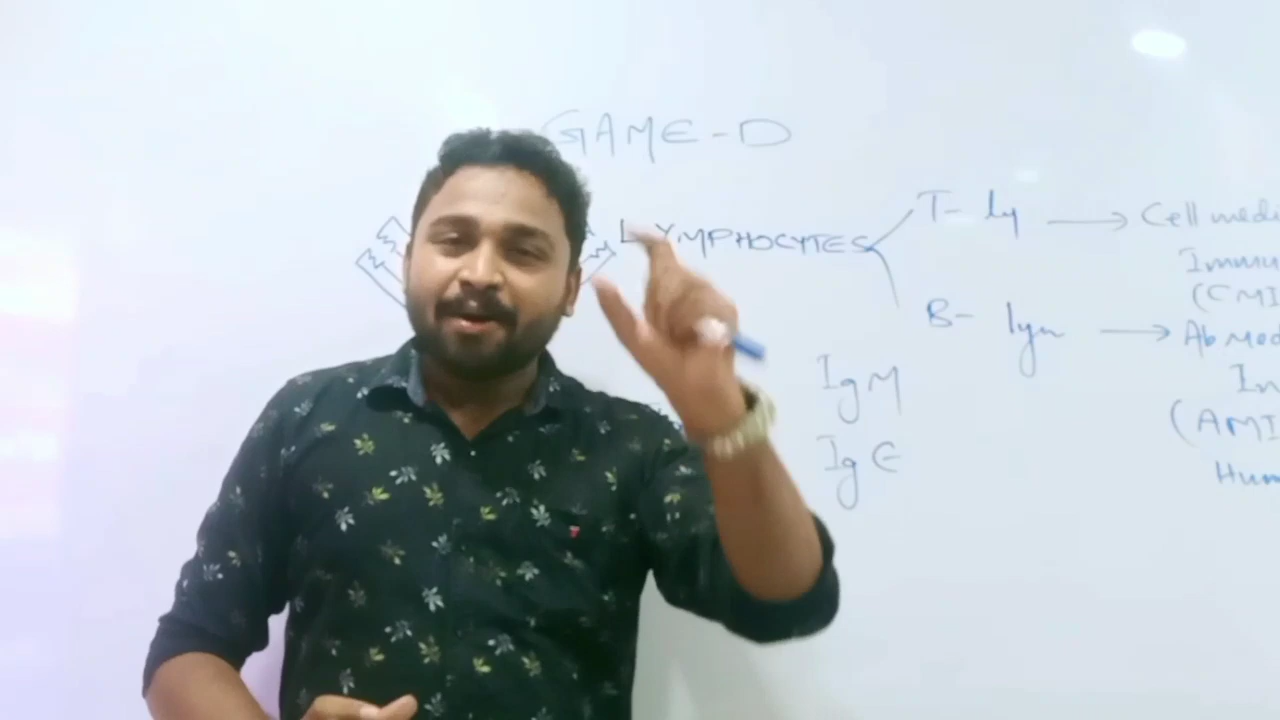 GAME-D
LYMPHOCYTES
T- ly → Cell medi
Immu
(CMI
B- lym → Ab med
In
(AMI
Hum
IgM
IgE